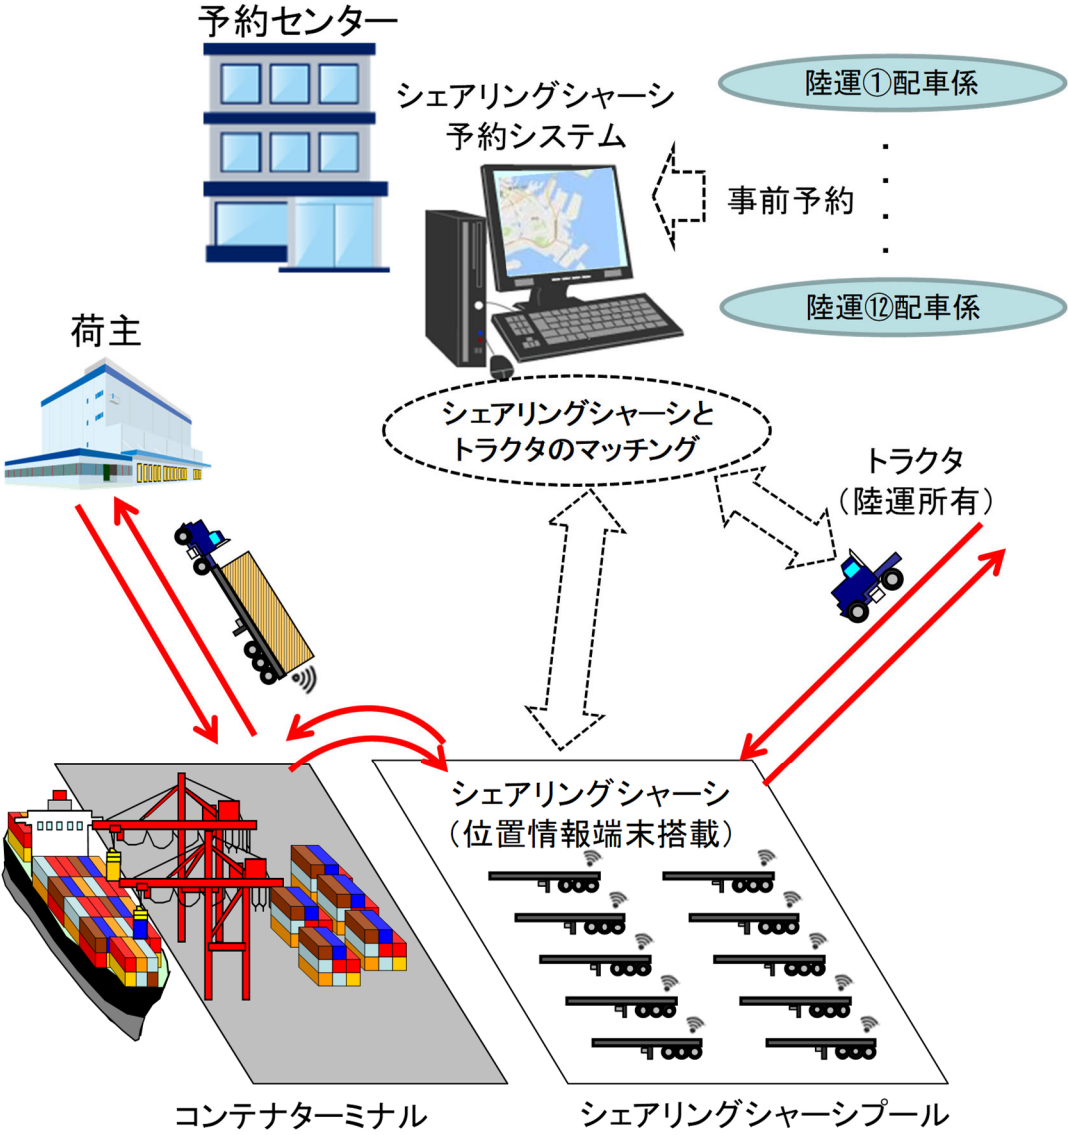 予約センター
シェアリングシャーシ
予約システム
陸運①配車係
事前予約
陸運⑫配車係
荷主
シェアリングシャーシと
トラクタのマッチング
トラクタ
（陸運所有）
シェアリングシャーシ
（位置情報端末搭載）
コンテナターミナル
シェアリングシャーシプール